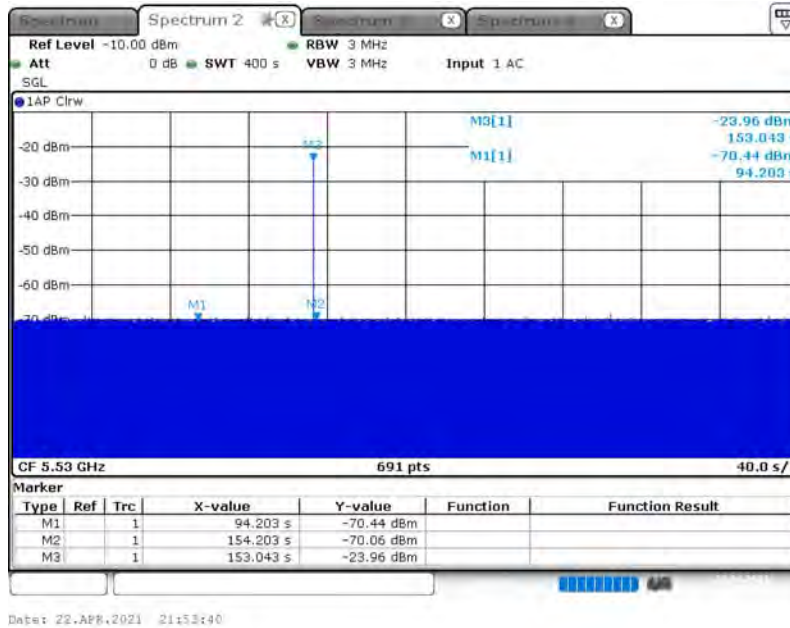 Spectrum
Spectrum 2
X
X
X
Ref Level -10.00 dBm
RBW 3 MHz
Att
0 dB
SWT 400 s
VBW 3 MHz
Input 1 AC
SGL
1AP Clrw
M3[1]
-23.96 dBm
153.043 s
M1[1]
-70.44 dBm
94.203 s
-20 dBm
M3
-30 dBm
-40 dBm
-50 dBm
-60 dBm
M1
M2
-70 dBm
CF 5.53 GHz
691 pts
40.0 s/
Marker
Type Ref Trc X-value Y-value Function Function Result
M1 1 94.203 s -70.44 dBm
M2 1 154.203 s -70.06 dBm
M3 1 153.043 s -23.96 dBm
Date: 22.APR.2021 21:53:40